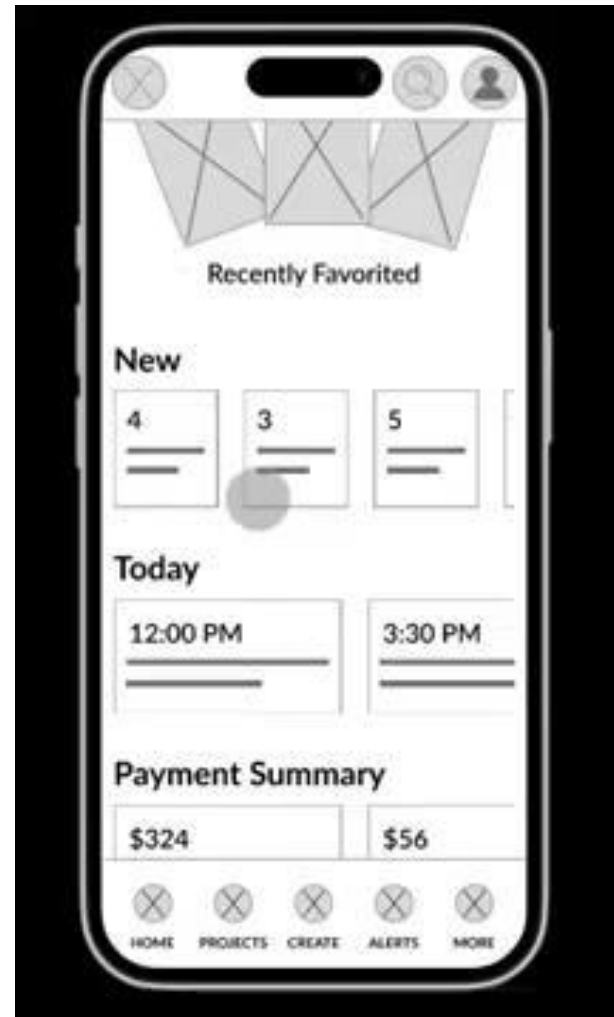 Recently Favorited
New
4 3 5
Today
12:00 PM 3:30 PM
Payment Summary
$324 $56
HOME PROJECTS CREATE ALERTS MORE